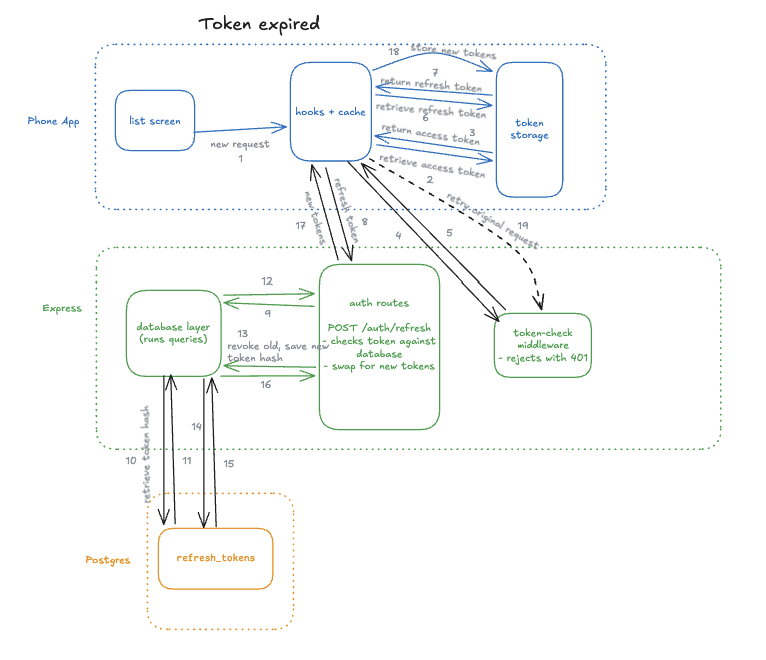 Token expired
18
store new tokens
7
return refresh token
retrieve refresh token
6
return access token
3
retrieve access token
2
Phone App
list screen
hooks + cache
token
storage
new request
1
retry original request
19
refresh token
8
new tokens
17
4
5
Express
database layer
(runs queries)
12
9
13
revoke old, save new
token hash
16
auth routes
POST /auth/refresh
- checks token against
database
- swap for new tokens
token-check
middleware
- rejects with 401
retrieve token hash
10
11
14
15
Postgres
refresh_tokens